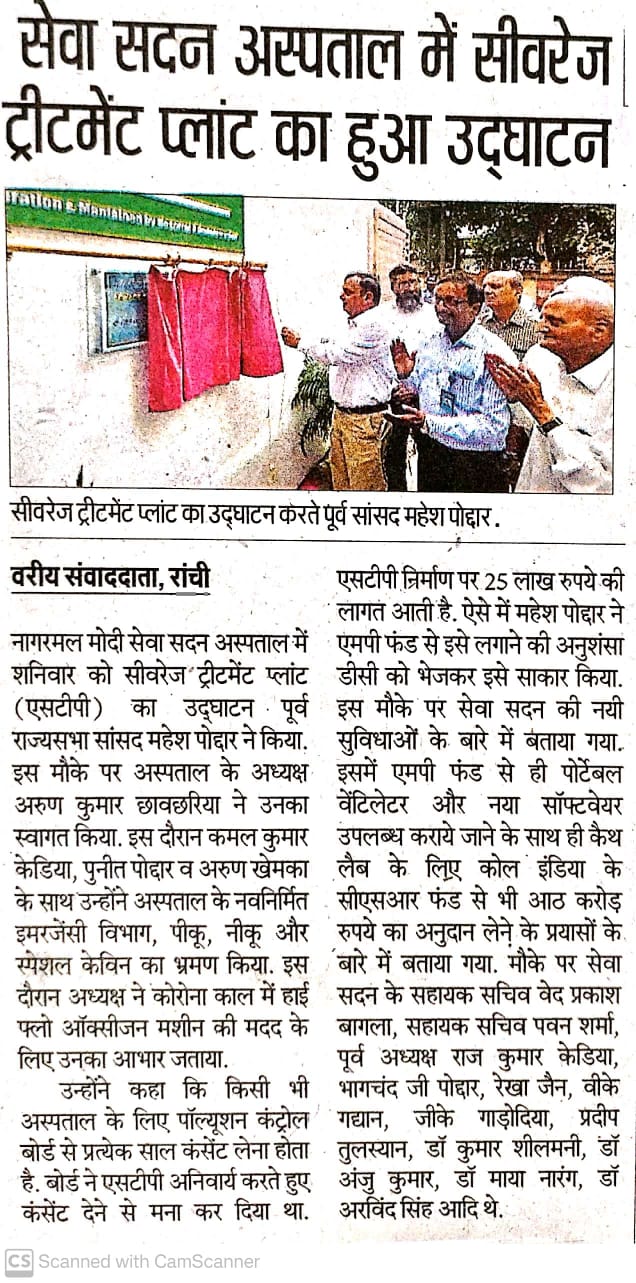 सेवा सदन अस्पताल में सीवरेज
ट्रीटमेंट प्लांट का हुआ उद्घाटन
सीवरेज ट्रीटमेंट प्लांट का उद्घाटन करते पूर्व सांसद महेश पोद्दार.
वरीय संवाददाता, रांची
नागरमल मोदी सेवा सदन अस्पताल में
शनिवार को सीवरेज ट्रीटमेंट प्लांट
(एसटीपी) का उद्घाटन पूर्व
राज्यसभा सांसद महेश पोद्दार ने किया.
इस मौके पर अस्पताल के अध्यक्ष
अरुण कुमार छावछरिया ने उनका
स्वागत किया. इस दौरान कमल कुमार
केडिया, पुनीत पोद्दार व अरुण खेमका
के साथ उन्होंने अस्पताल के नवनिर्मित
इमरजेंसी विभाग, पीकू, नीकू और
स्पेशल केविन का भ्रमण किया. इस
दौरान अध्यक्ष ने कोरोना काल में हाई
फ्लो ऑक्सीजन मशीन की मदद के
लिए उनका आभार जताया.
उन्होंने कहा कि किसी भी
अस्पताल के लिए पॉल्यूशन कंट्रोल
बोर्ड से प्रत्येक साल कंसेंट लेना होता
है. बोर्ड ने एसटीपी अनिवार्य करते हुए
कंसेंट देने से मना कर दिया था.
एसटीपी निर्माण पर 25 लाख रुपये की
लागत आती है. ऐसे में महेश पोद्दार ने
एमपी फंड से इसे लगाने की अनुशंसा
डीसी को भेजकर इसे साकार किया.
इस मौके पर सेवा सदन की नयी
सुविधाओं के बारे में बताया गया.
इसमें एमपी फंड से ही पोर्टेबल
वेंटिलेटर और नया सॉफ्टवेयर
उपलब्ध कराये जाने के साथ ही कैथ
लैब के लिए कोल इंडिया के
सीएसआर फंड से भी आठ करोड़
रुपये का अनुदान लेने के प्रयासों के
बारे में बताया गया. मौके पर सेवा
सदन के सहायक सचिव वेद प्रकाश
बागला, सहायक सचिव पवन शर्मा,
पूर्व अध्यक्ष राज कुमार केडिया,
भागचंद जी पोद्दार, रेखा जैन, वीके
गद्यान, जीके गाड़ोदिया, प्रदीप
तुलस्यान, डॉ कुमार शीलमनी, डॉ
अंजु कुमार, डॉ माया नारंग, डॉ
अरविंद सिंह आदि थे.
CS Scanned with CamScanner